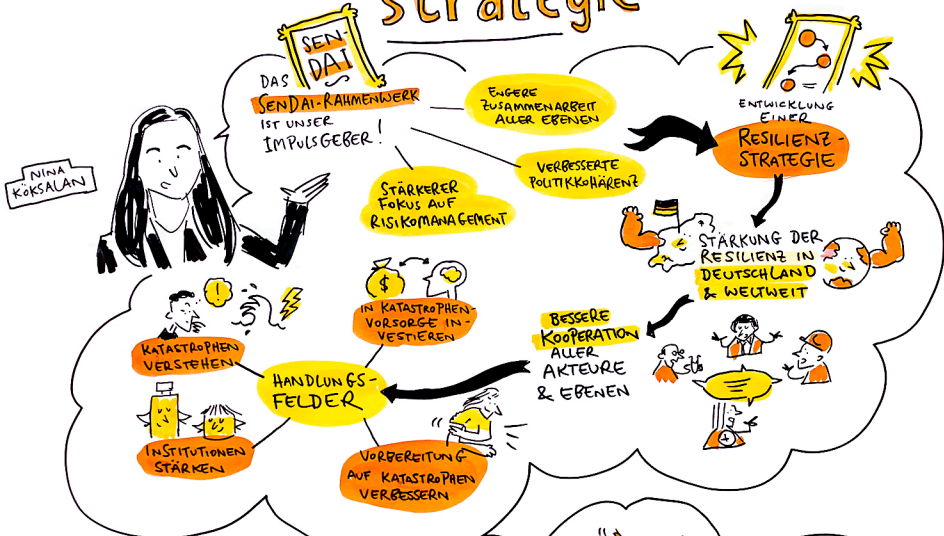 strategie
SEN-
DAI
DAS
SENDAI-RAHMENWERK
IST UNSER
IMPULSGEBER!
ENGERE
ZUSAMMENARBEIT
ALLER EBENEN
VERBESSERTE
POLITIKKOHÄRENZ
STÄRKERER
FOKUS AUF
RISIKOMANAGEMENT
NINA
KÖKSALAN
ENTWICKLUNG
EINER
RESILIENZ-
STRATEGIE
STÄRKUNG DER
RESILIENZ IN
DEUTSCHLAND
& WELTWEIT
BESSERE
KOOPERATION
ALLER
AKTEURE
& EBENEN
HANDLUNGS-
FELDER
KATASTROPHEN
VERSTEHEN
$
IN KATASTROPHEN-
VORSORGE IN-
VESTIEREN
INSTITUTIONEN
STÄRKEN
VORBEREITUNG
AUF KATASTROPHEN
VERBESSERN